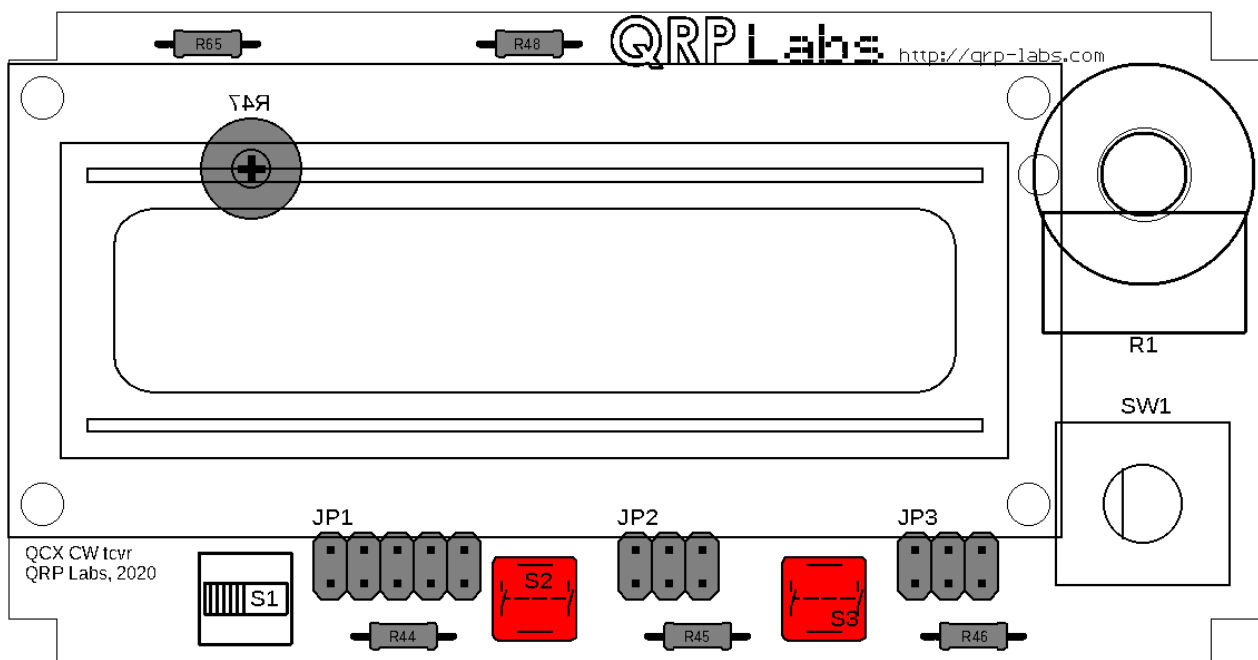 R65
R48
QRP Labs
http://qrp-labs.com
R47
R1
SW1
JP1
JP2
JP3
QCX CW tcvr
QRP Labs, 2020
S1
S2
S3
R44
R45
R46